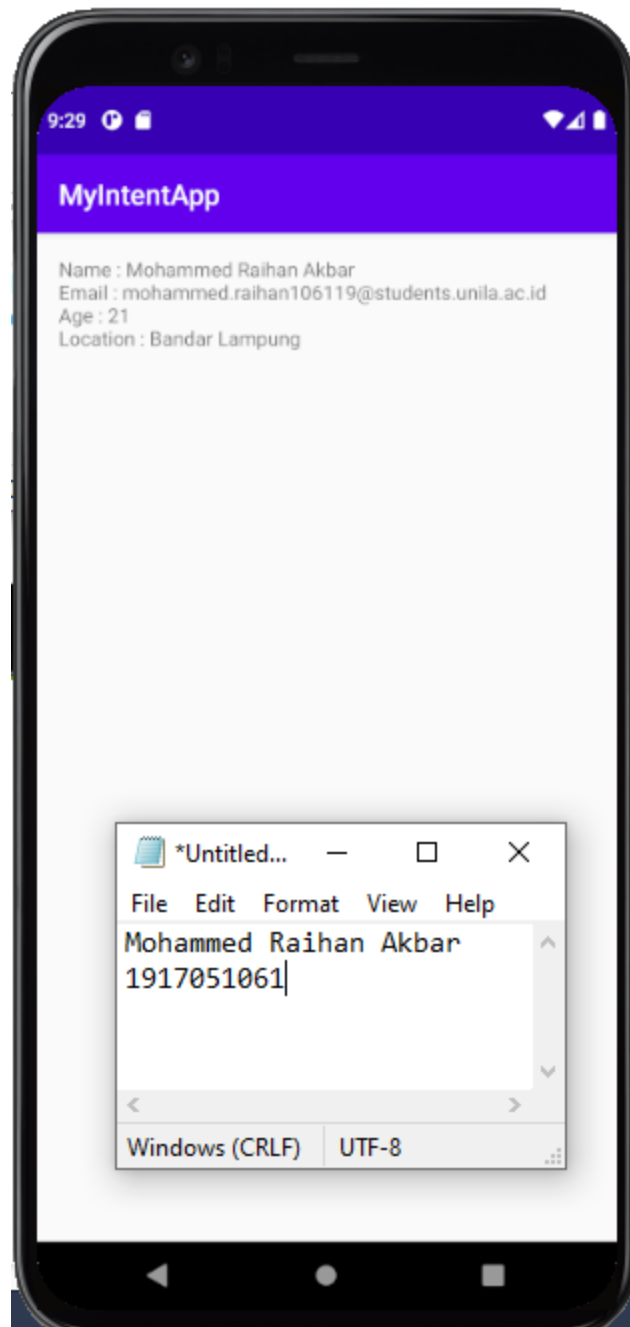 9:29
MyIntentApp
Name : Mohammed Raihan Akbar
Email : mohammed.raihan106119@students.unila.ac.id
Age : 21
Location : Bandar Lampung
*Untitled...
File Edit Format View Help
Mohammed Raihan Akbar
1917051061
Windows (CRLF) UTF-8